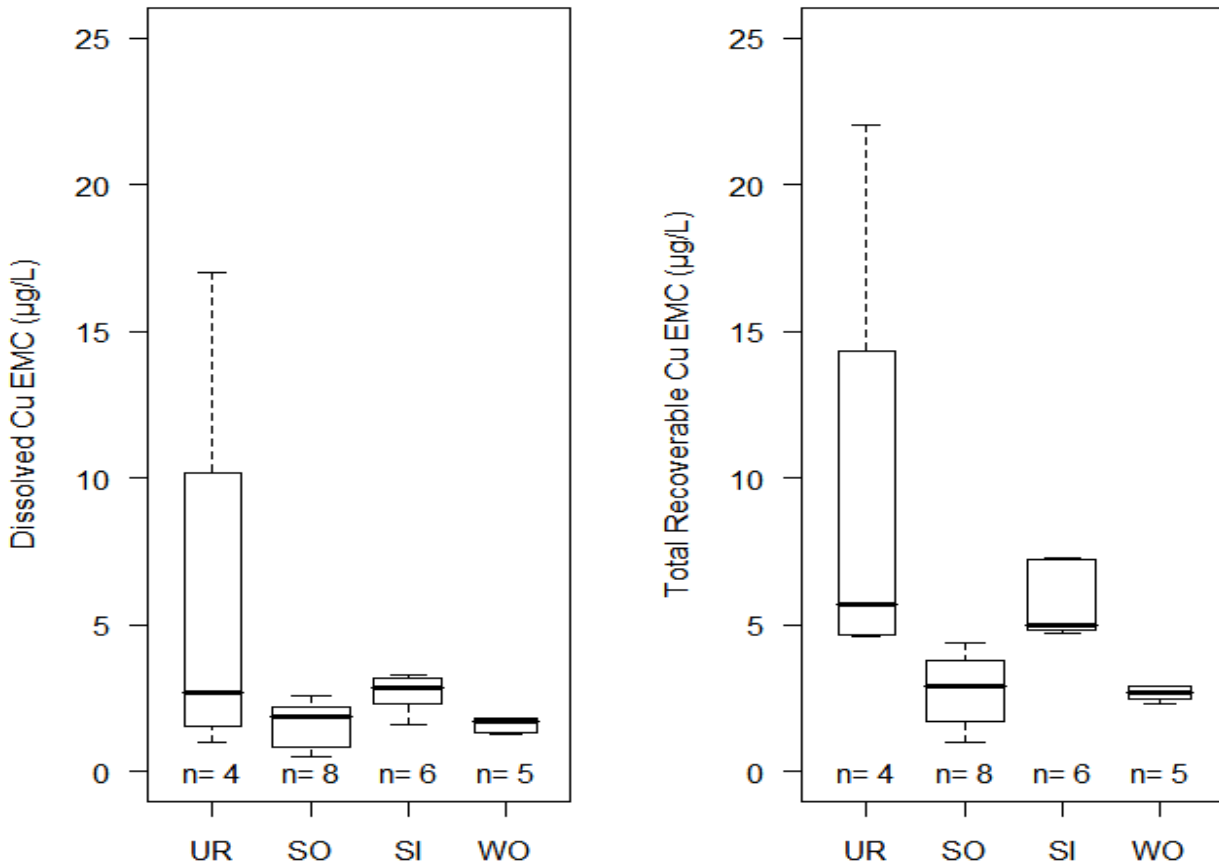 Dissolved Cu EMC (µg/L)
25
20
15
10
5
0
n= 4 n= 8 n= 6 n= 5
UR SO SI WO
Total Recoverable Cu EMC (µg/L)
25
20
15
10
5
0
n= 4 n= 8 n= 6 n= 5
UR SO SI WO